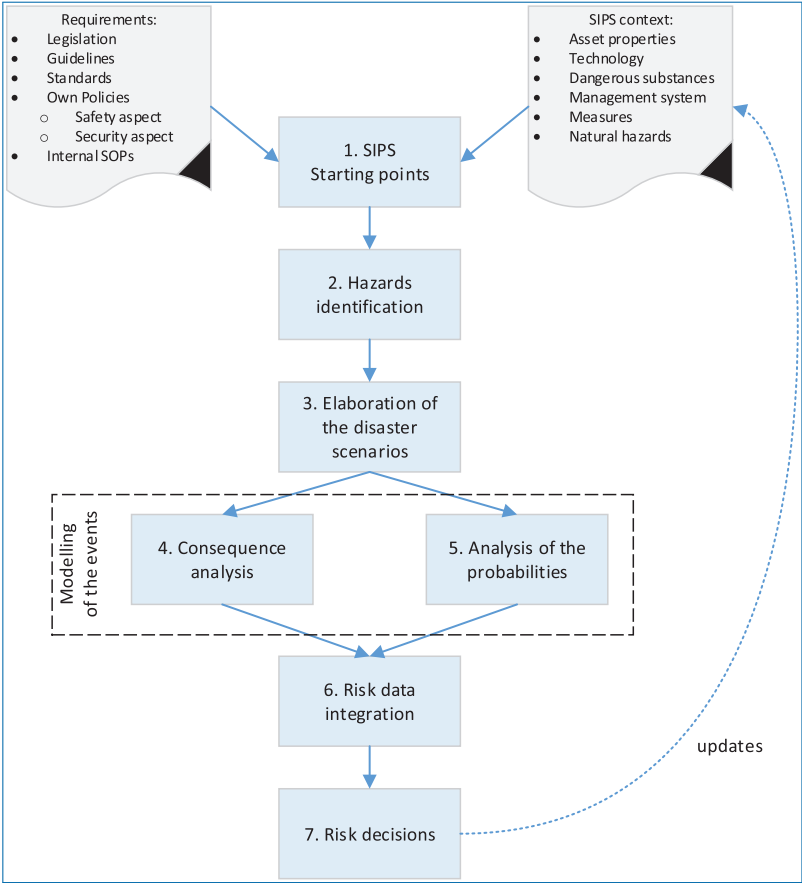 Requirements:
• Legislation
• Guidelines
• Standards
• Own Policies
o Safety aspect
o Security aspect
• Internal SOPs
SIPS context:
• Asset properties
• Technology
• Dangerous substances
• Management system
• Measures
• Natural hazards
1. SIPS
Starting points
2. Hazards
identification
3. Elaboration of
the disaster
scenarios
Modelling
of the events
4. Consequence
analysis
5. Analysis of the
probabilities
6. Risk data
integration
updates
7. Risk decisions